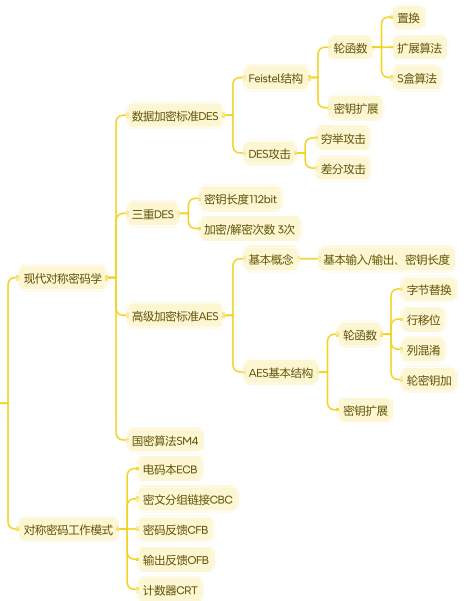 现代对称密码学
数据加密标准DES
Feistel结构
轮函数
置换
扩展算法
S盒算法
密钥扩展
DES攻击
穷举攻击
差分攻击
三重DES
密钥长度112bit
加密/解密次数 3次
高级加密标准AES
基本概念
基本输入/输出、密钥长度
AES基本结构
轮函数
字节替换
行移位
列混淆
轮密钥加
密钥扩展
国密算法SM4
对称密码工作模式
电码本ECB
密文分组链接CBC
密码反馈CFB
输出反馈OFB
计数器CRT